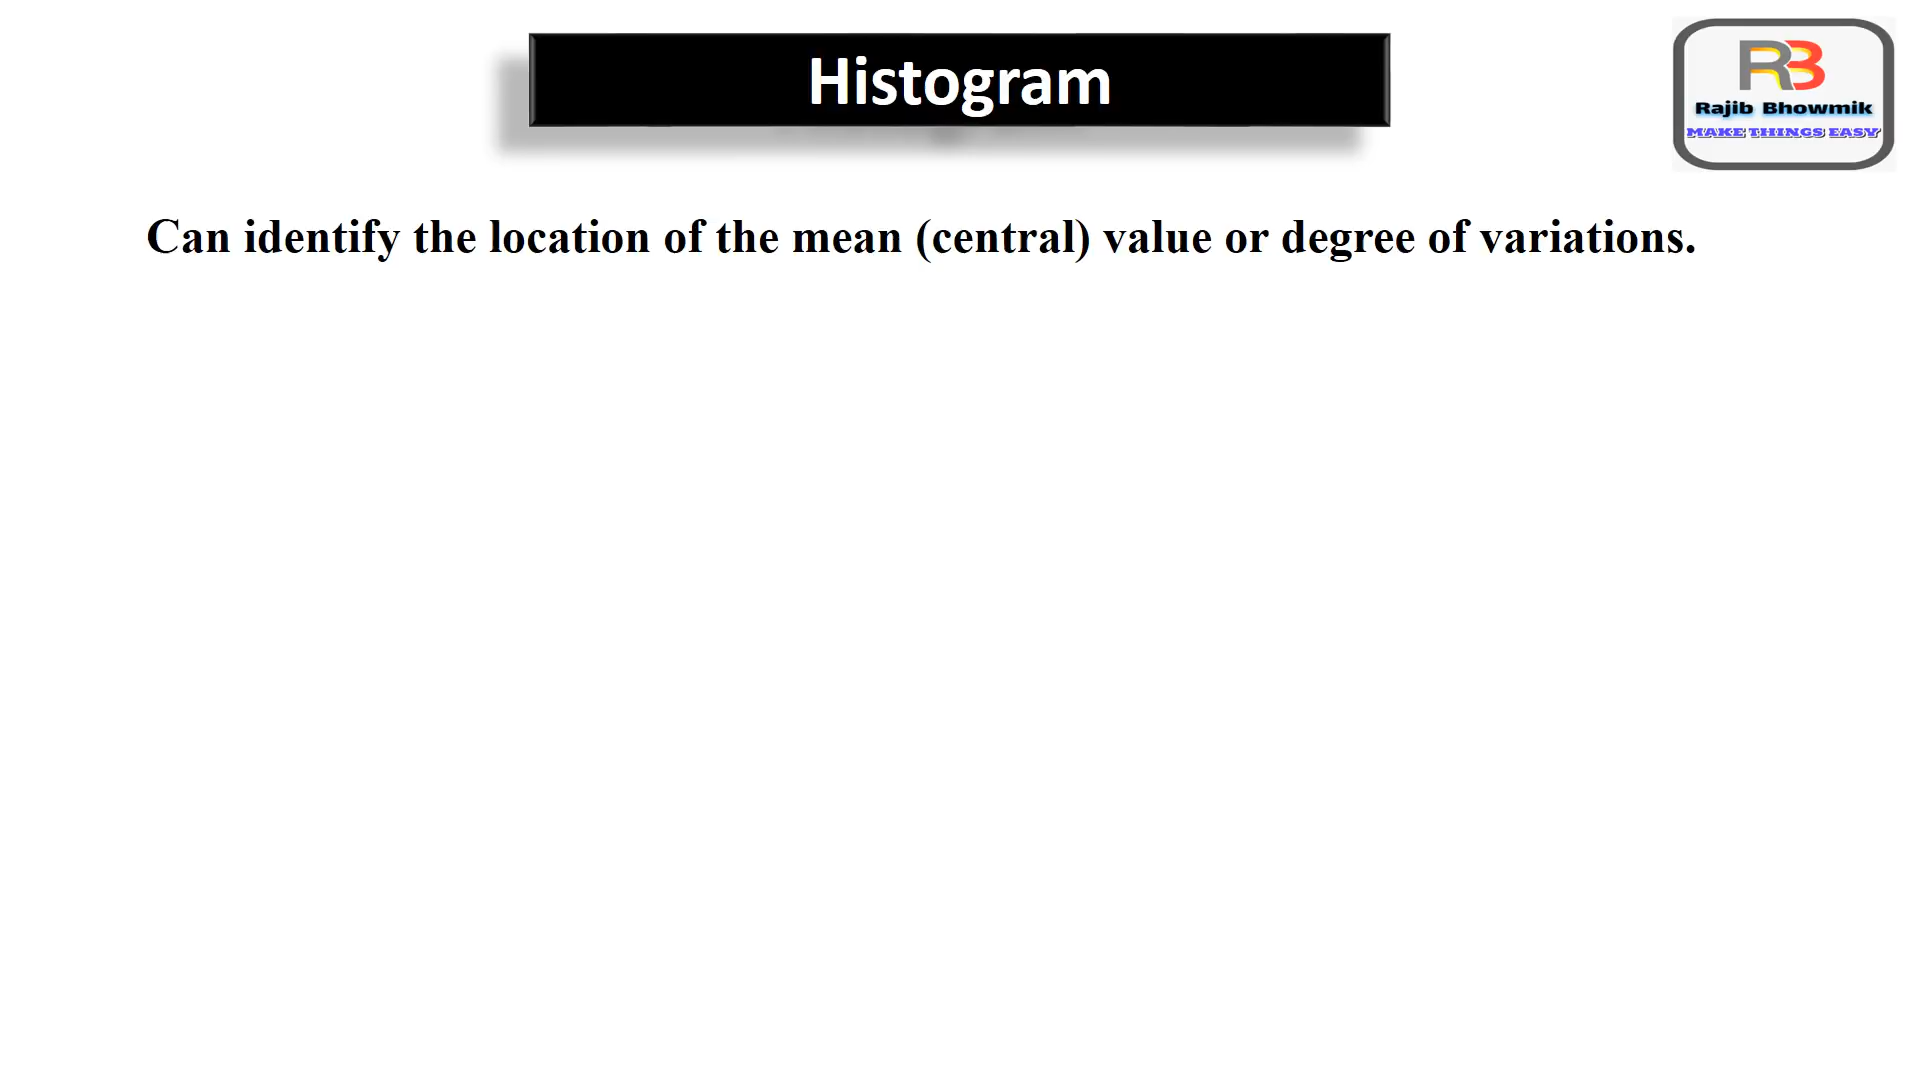 Histogram
RB
Rajib Bhowmik
MAKE THINGS EASY
Can identify the location of the mean (central) value or degree of variations.